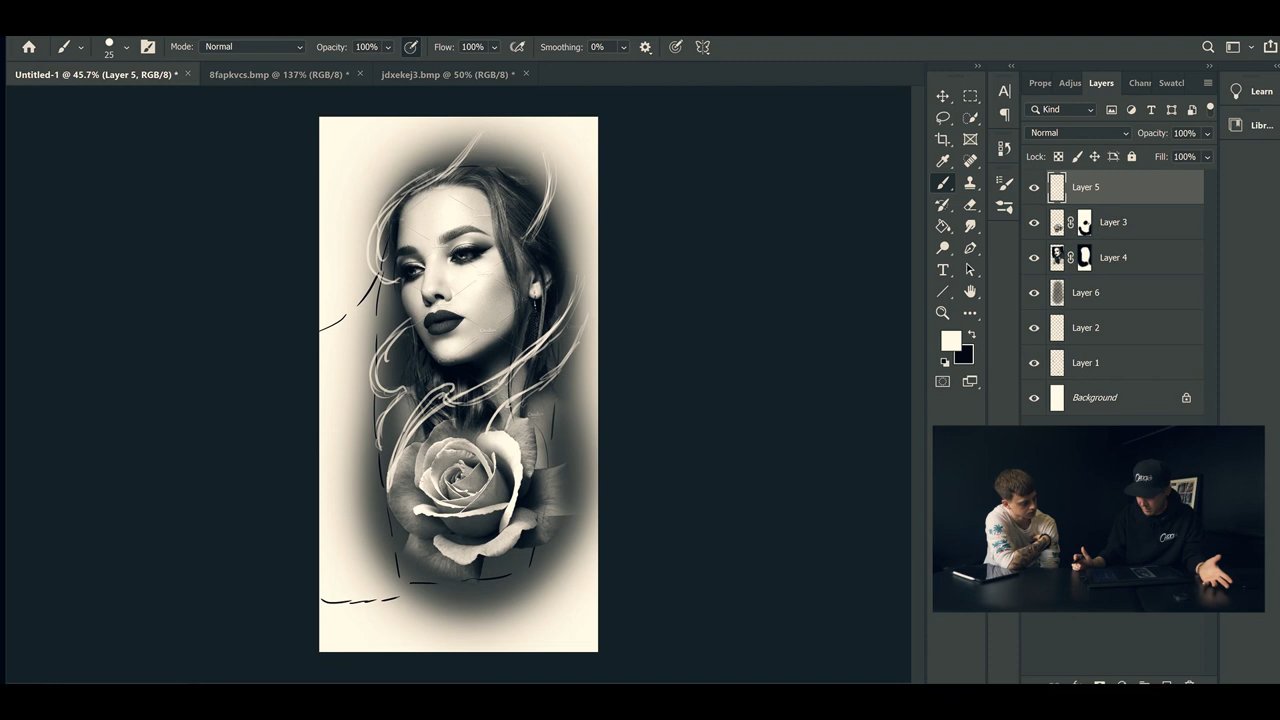 25
Mode: Normal
Opacity: 100%
Flow: 100%
Smoothing: 0%
Untitled-1 @ 45.7% (Layer 5, RGB/8) *
8fapkvcs.bmp @ 137% (RGB/8) *
jdxekej3.bmp @ 50% (RGB/8) *
Prope Adjus Layers Chanr Swatcl
Learn
Kind
Libr...
Normal Opacity: 100%
Lock: Fill: 100%
Layer 5
Layer 3
Layer 4
Layer 6
Layer 2
Layer 1
Background